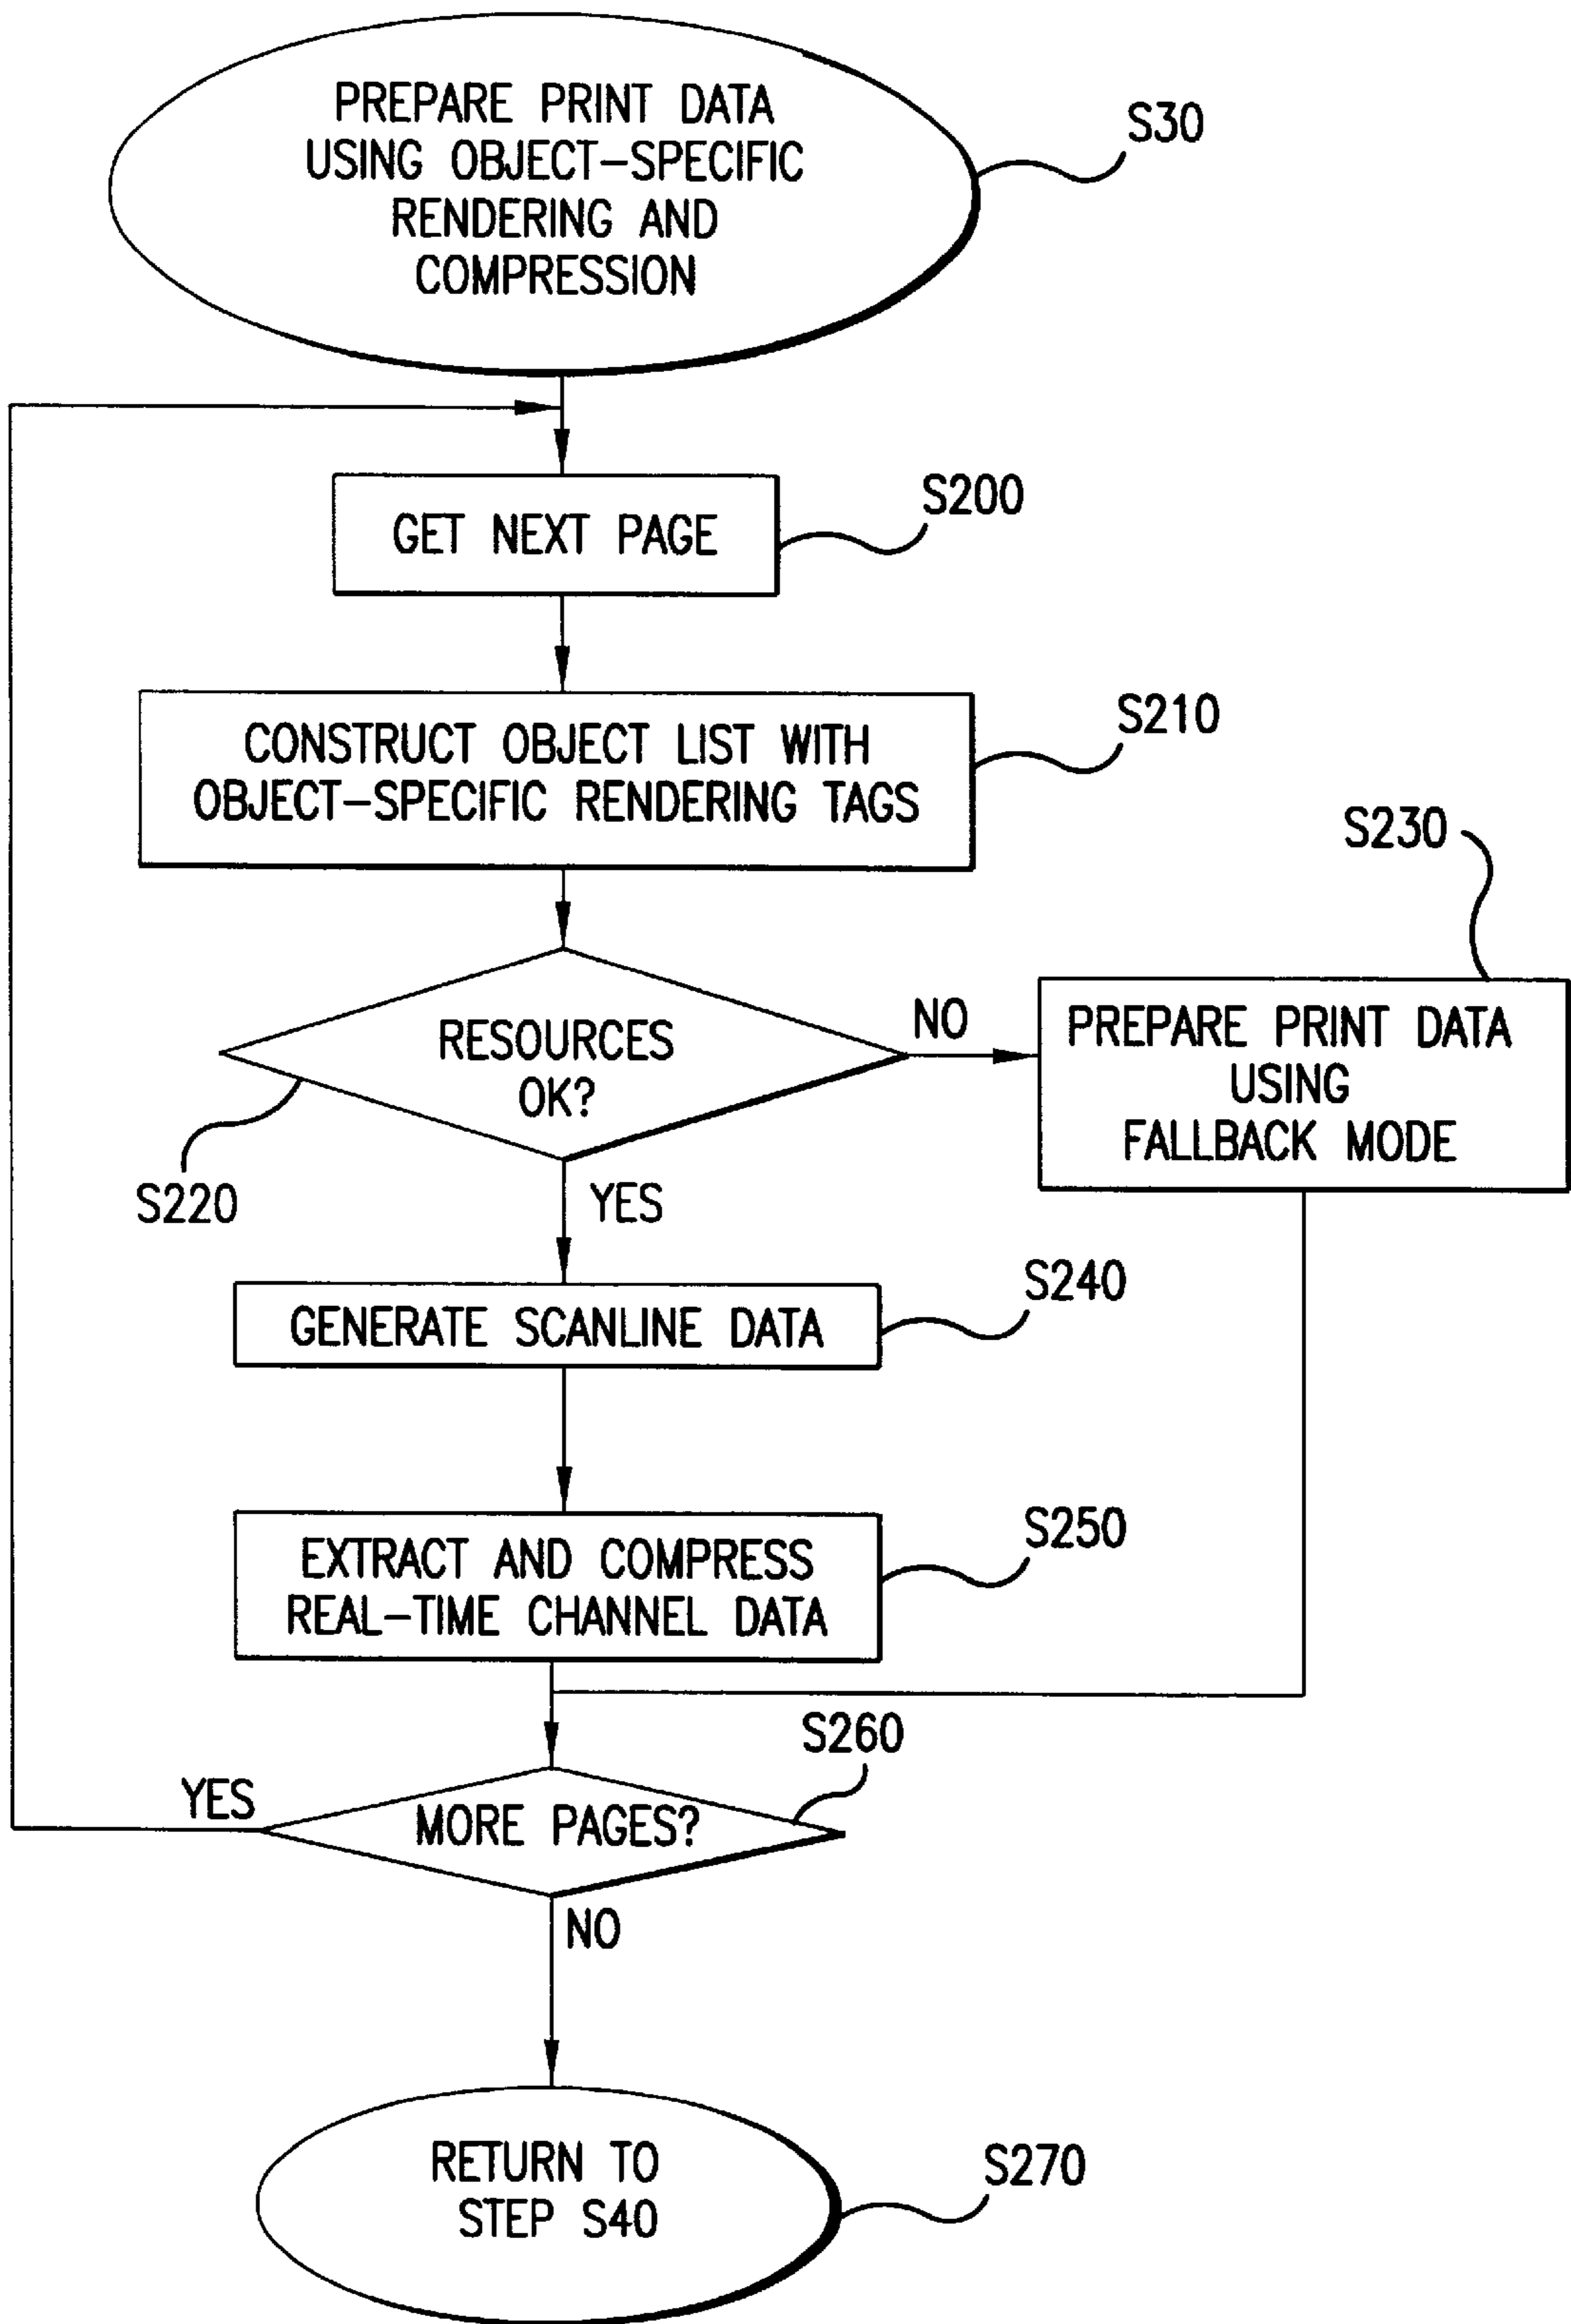 PREPARE PRINT DATA
USING OBJECT-SPECIFIC
RENDERING AND
COMPRESSION
S30
GET NEXT PAGE
S200
CONSTRUCT OBJECT LIST WITH
OBJECT-SPECIFIC RENDERING TAGS
S210
RESOURCES
OK?
S220
NO
PREPARE PRINT DATA
USING
FALLBACK MODE
S230
YES
GENERATE SCANLINE DATA
S240
EXTRACT AND COMPRESS
REAL-TIME CHANNEL DATA
S250
MORE PAGES?
S260
YES
NO
RETURN TO
STEP S40
S270